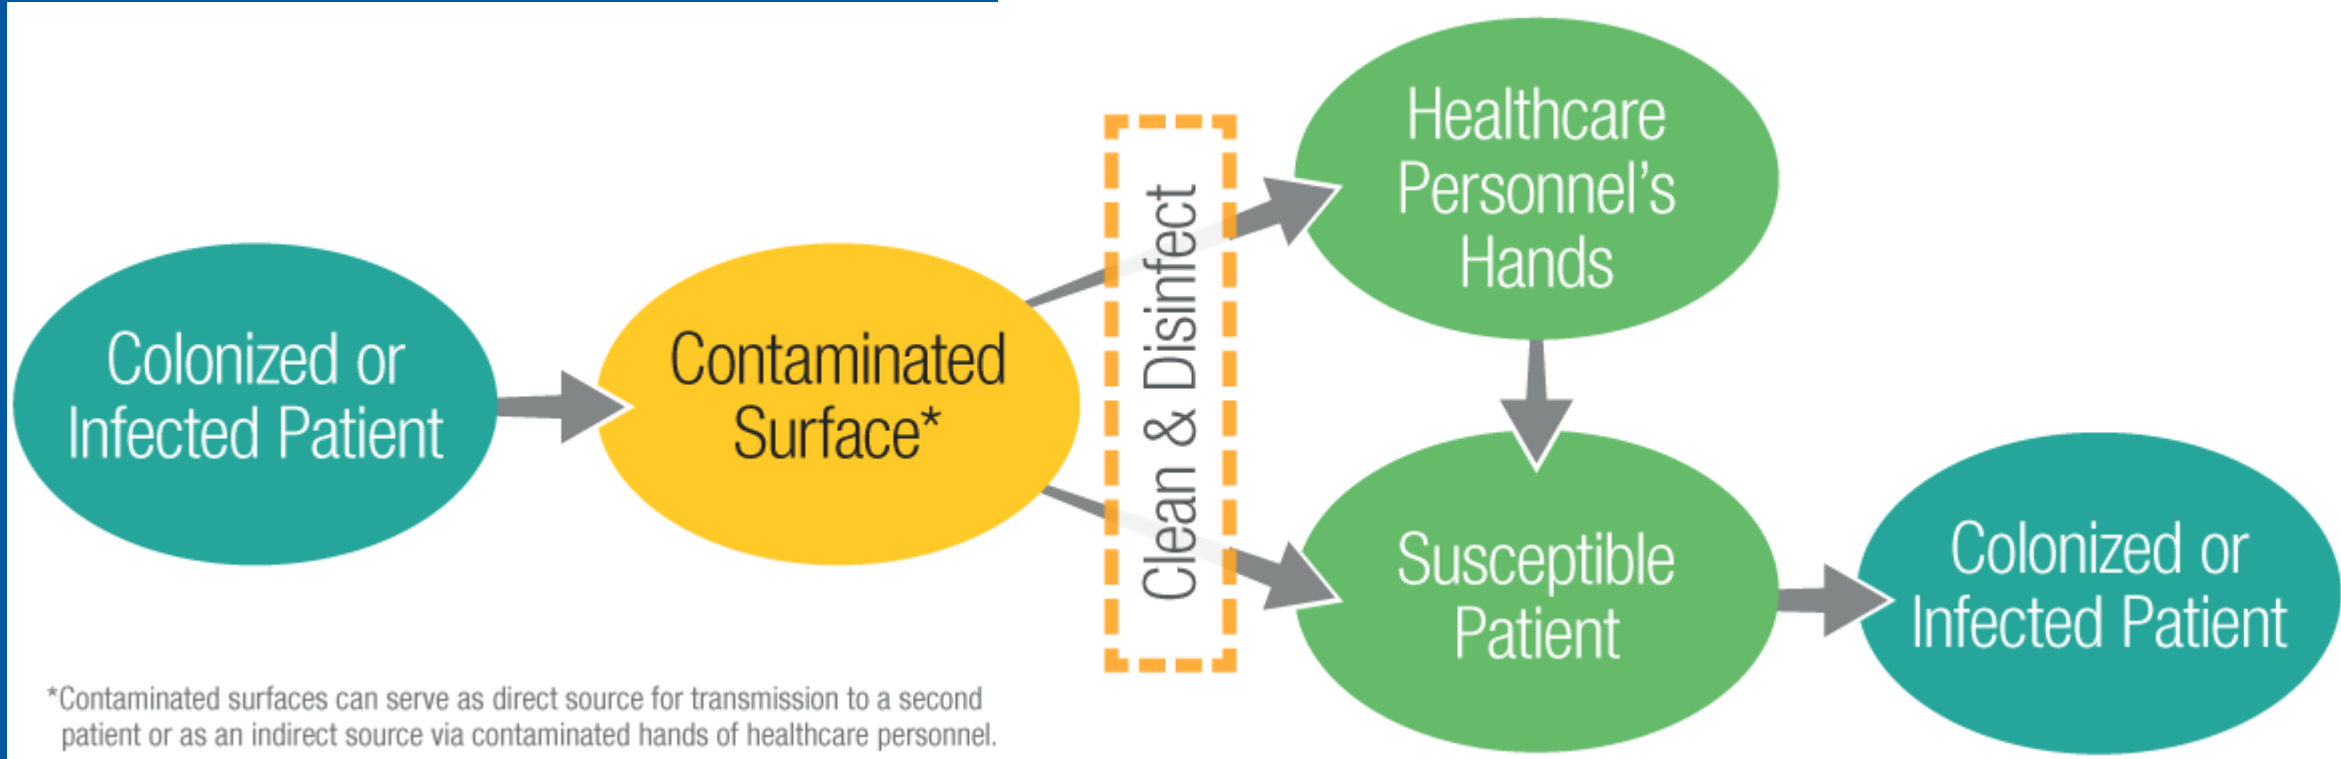 Colonized or
Infected Patient
Contaminated
Surface*
Clean & Disinfect
Healthcare
Personnel’s
Hands
Susceptible
Patient
Colonized or
Infected Patient
*Contaminated surfaces can serve as direct source for transmission to a second
patient or as an indirect source via contaminated hands of healthcare personnel.